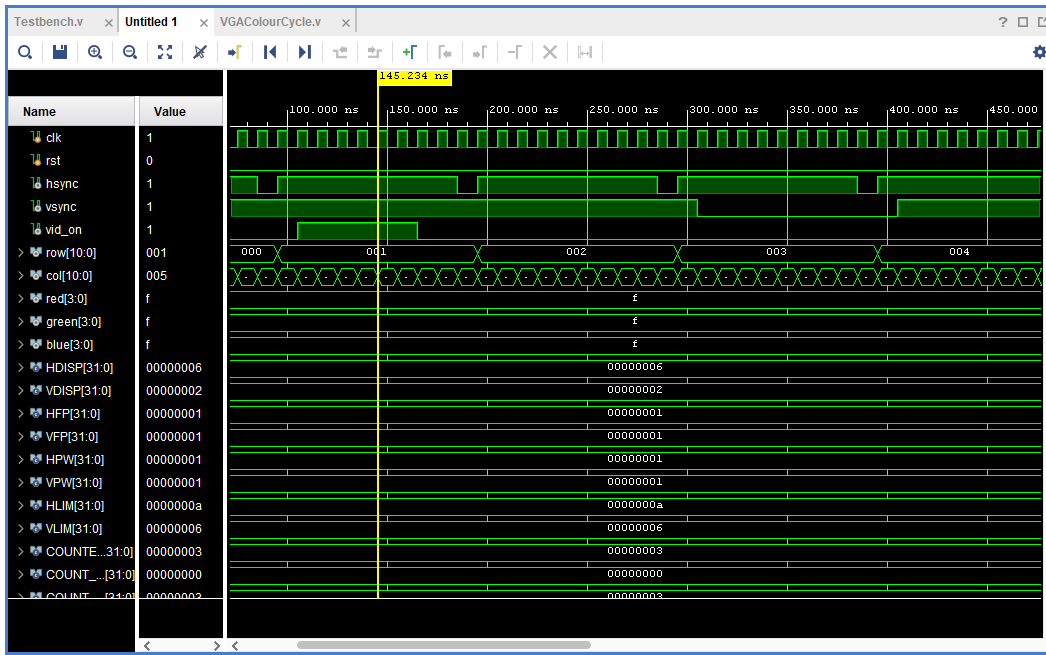 Testbench.v × Untitled 1 × VGAColourCycle.v × ?
145.234 ns
100.000 ns 150.000 ns 200.000 ns 250.000 ns 300.000 ns 350.000 ns 400.000 ns 450.000
Name Value
clk 1
rst 0
hsync 1
vsync 1
vid_on 1
row[10:0] 001 000 001 002 003 004
col[10:0] 005
red[3:0] f f
green[3:0] f f
blue[3:0] f f
HDISP[31:0] 00000006 00000006
VDISP[31:0] 00000002 00000002
HFP[31:0] 00000001 00000001
VFP[31:0] 00000001 00000001
HPW[31:0] 00000001 00000001
VPW[31:0] 00000001 00000001
HLIM[31:0] 0000000a 0000000a
VLIM[31:0] 00000006 00000006
COUNTE...31:0] 00000003 00000003
COUNT_...[31:0] 00000000 00000000
COUNT_...[31:0] 00000003 00000003